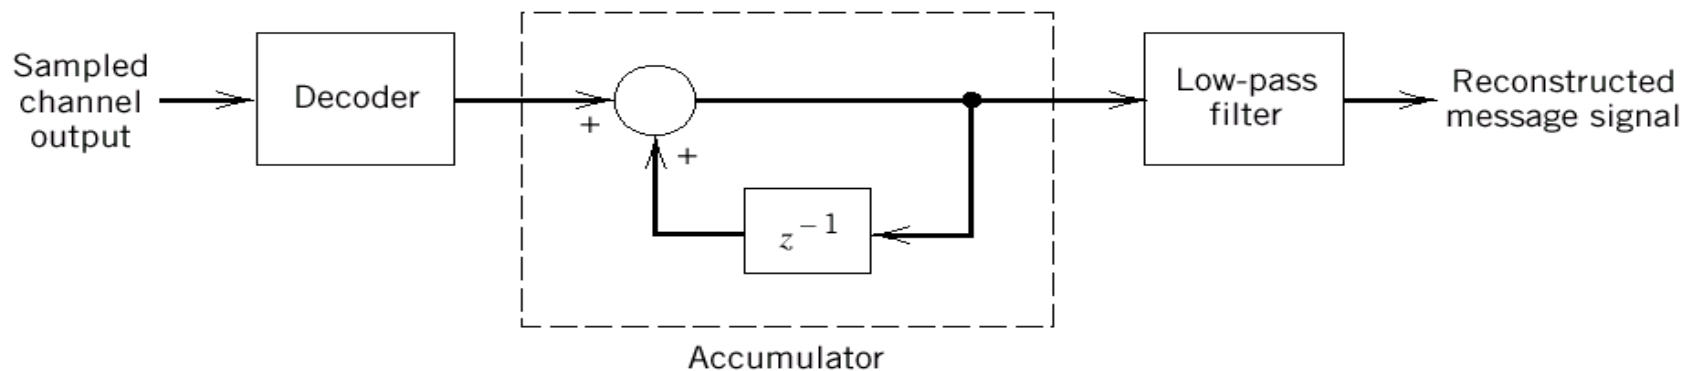 Sampled
channel
output
Decoder
+
+
z⁻¹
Accumulator
Low-pass
filter
Reconstructed
message signal